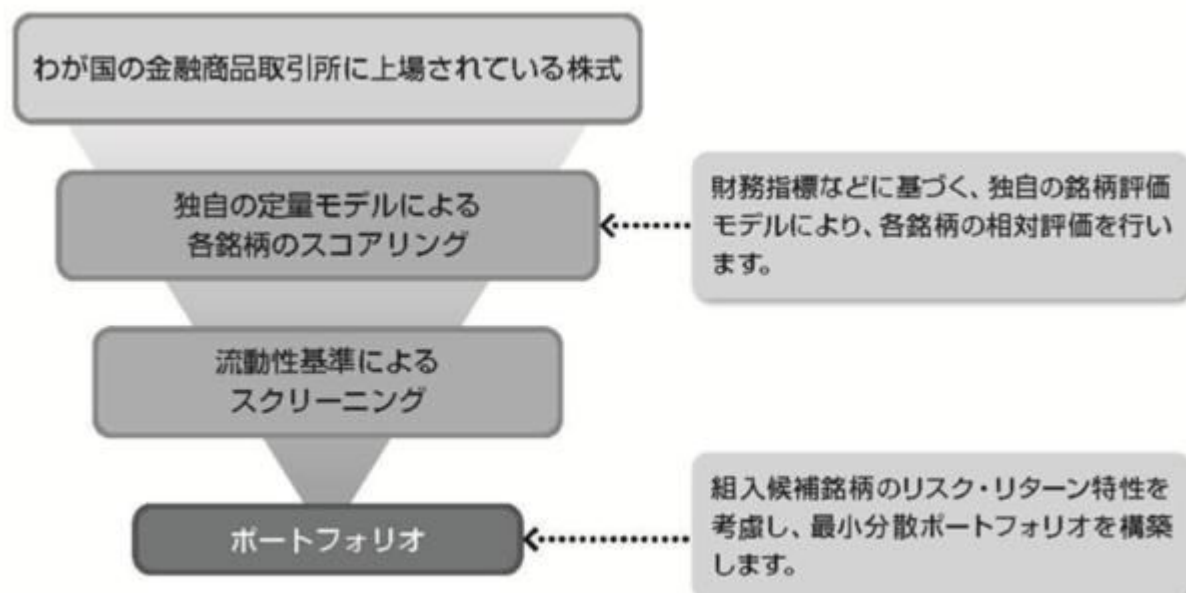 わが国の金融商品取引所に上場されている株式
独自の定量モデルによる
各銘柄のスコアリング
財務指標などに基づく、独自の銘柄評価
モデルにより、各銘柄の相対評価を行い
ます。
流動性基準による
スクリーニング
ポートフォリオ
組入候補銘柄のリスク・リターン特性を
考慮し、最小分散ポートフォリオを構築
します。